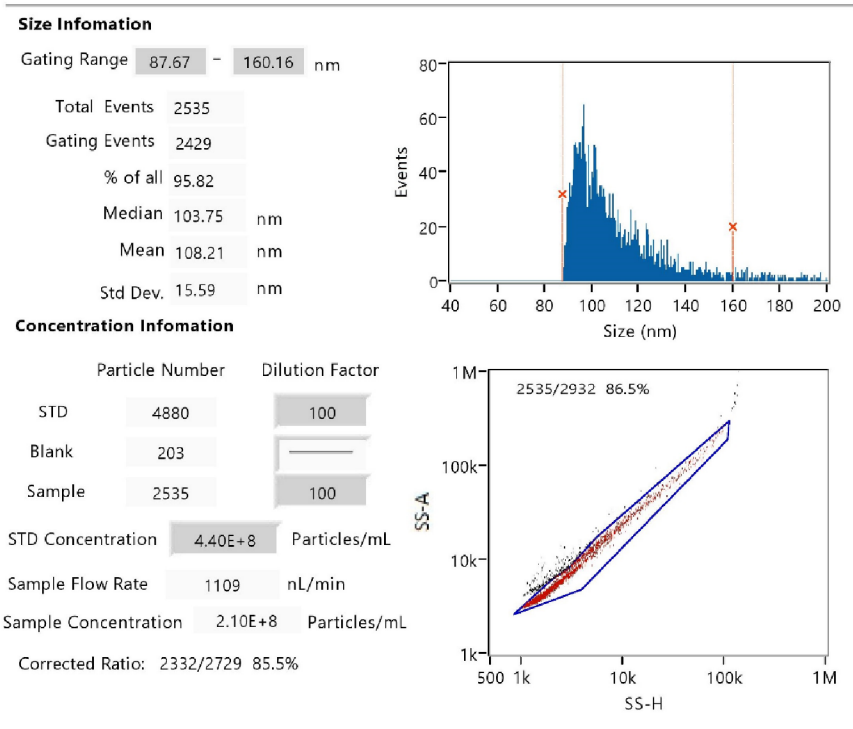 Size Infomation
Gating Range 87.67 - 160.16 nm
Total Events 2535
Gating Events 2429
% of all 95.82
Median 103.75 nm
Mean 108.21 nm
Std Dev. 15.59 nm
Concentration Infomation
Particle Number Dilution Factor
STD 4880 100
Blank 203
Sample 2535 100
STD Concentration 4.40E+8 Particles/mL
Sample Flow Rate 1109 nL/min
Sample Concentration 2.10E+8 Particles/mL
Corrected Ratio: 2332/2729 85.5%
Events
80
60
40
20
0
40 60 80 100 120 140 160 180 200
Size (nm)
2535/2932 86.5%
SS-A
1M
100k
10k
1k
500 1k 10k 100k 1M
SS-H